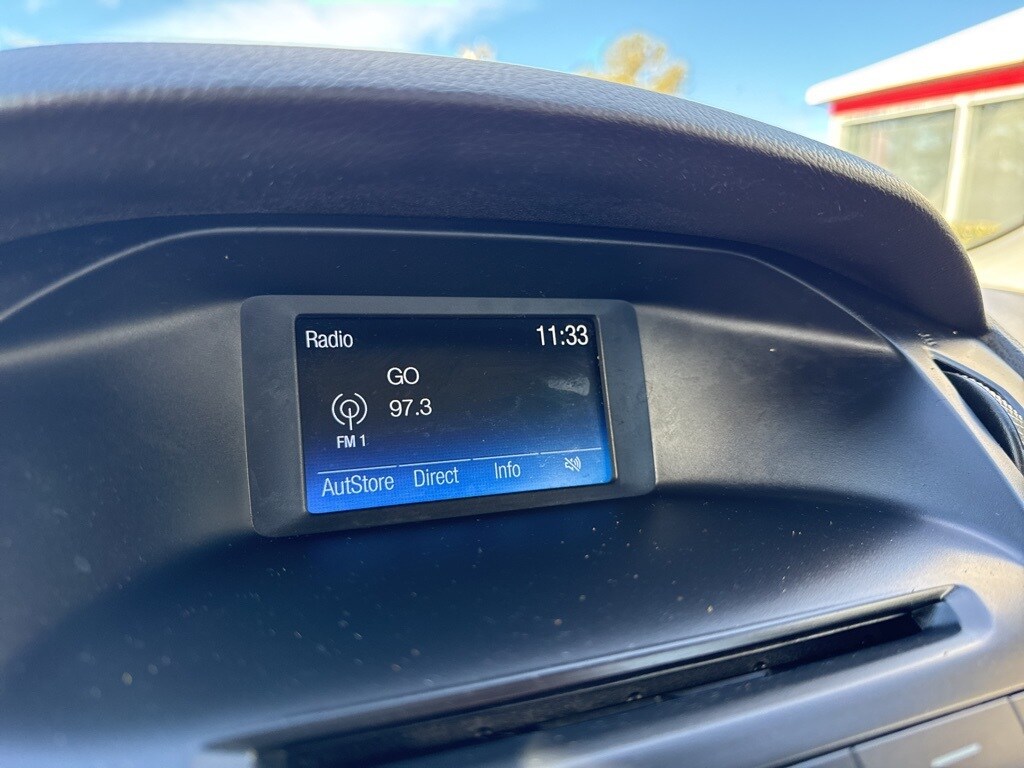 Radio 11:33
GO
97.3
FM 1
AutStore Direct Info